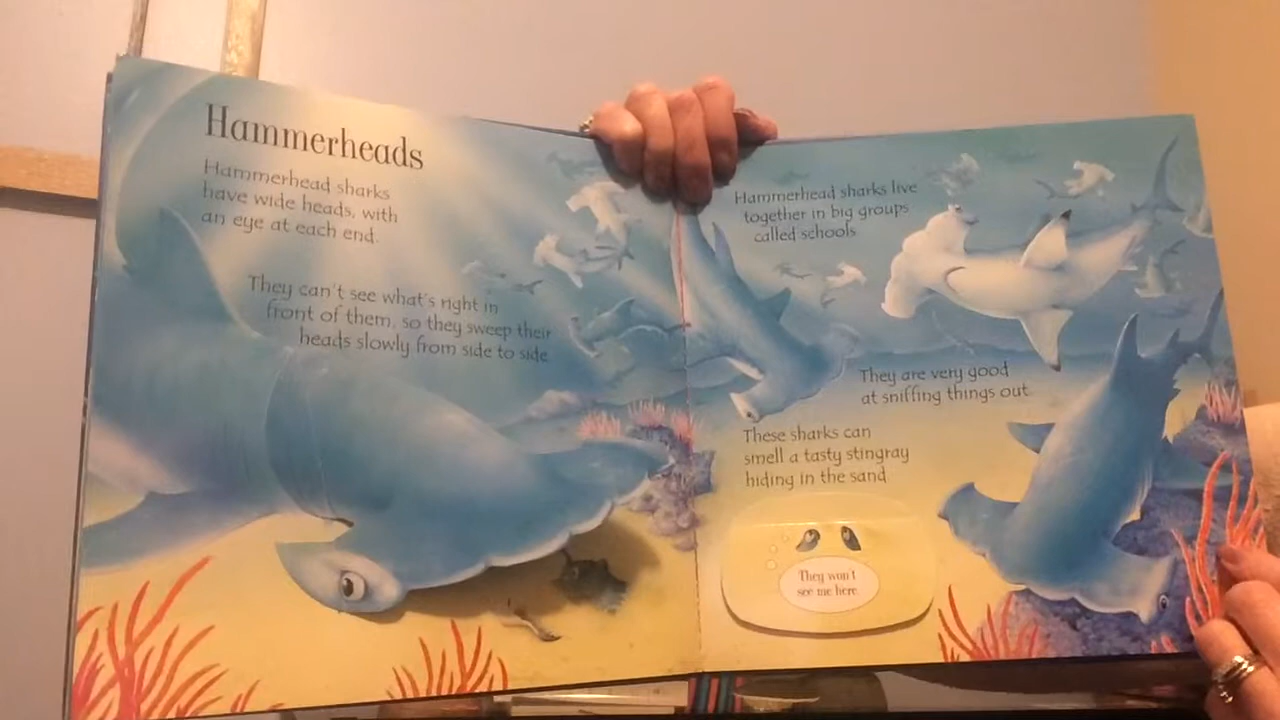 Hammerheads
Hammerhead sharks
have wide heads, with
an eye at each end.
They can't see what's right in
front of them, so they sweep their
heads slowly from side to side.
Hammerhead sharks live
together in big groups
called schools.
They are very good
at sniffing things out.
These sharks can
smell a tasty stingray
hiding in the sand.
They won't
see me here.